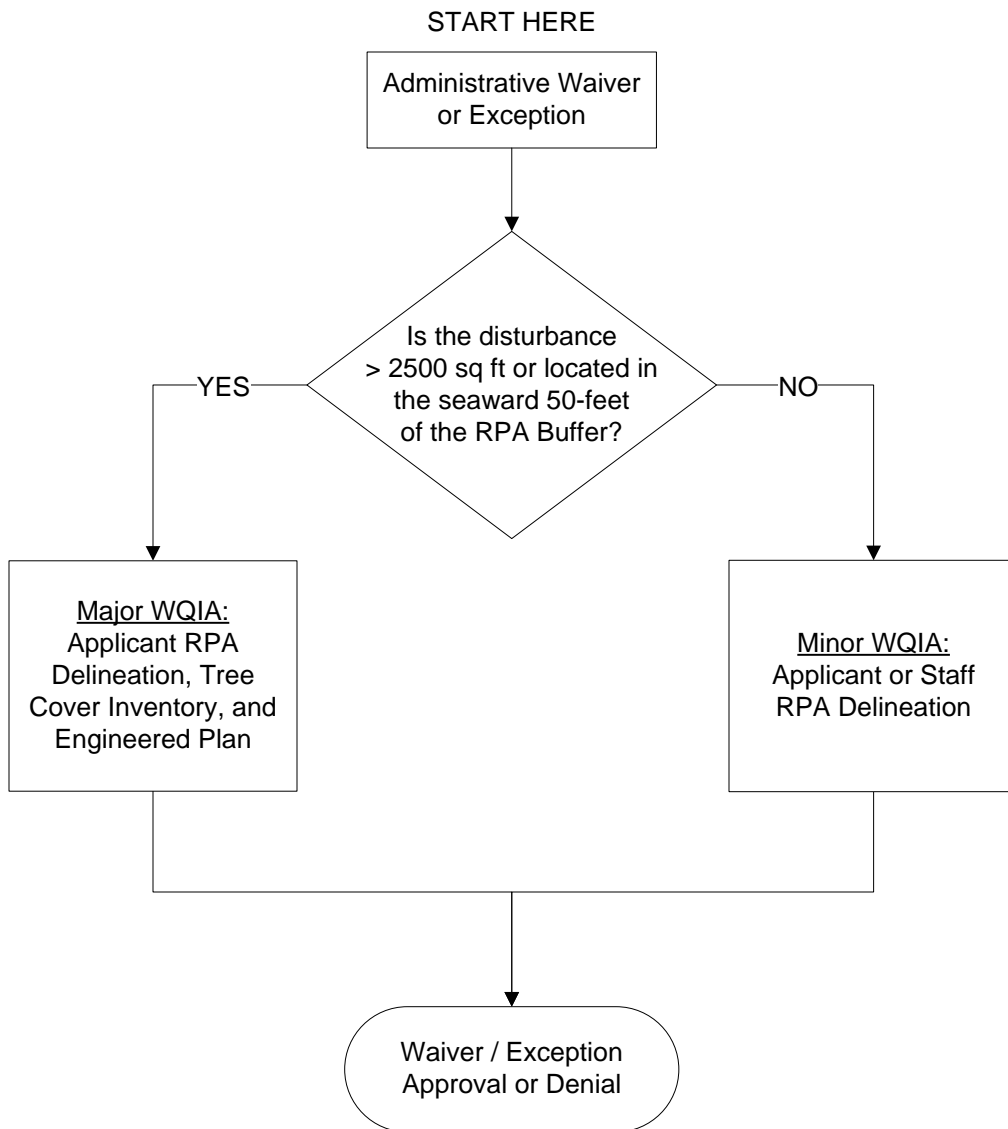 START HERE
Administrative Waiver
or Exception
Is the disturbance
> 2500 sq ft or located in
the seaward 50-feet
of the RPA Buffer?
YES
NO
Major WQIA:
Applicant RPA
Delineation, Tree
Cover Inventory, and
Engineered Plan
Minor WQIA:
Applicant or Staff
RPA Delineation
Waiver / Exception
Approval or Denial